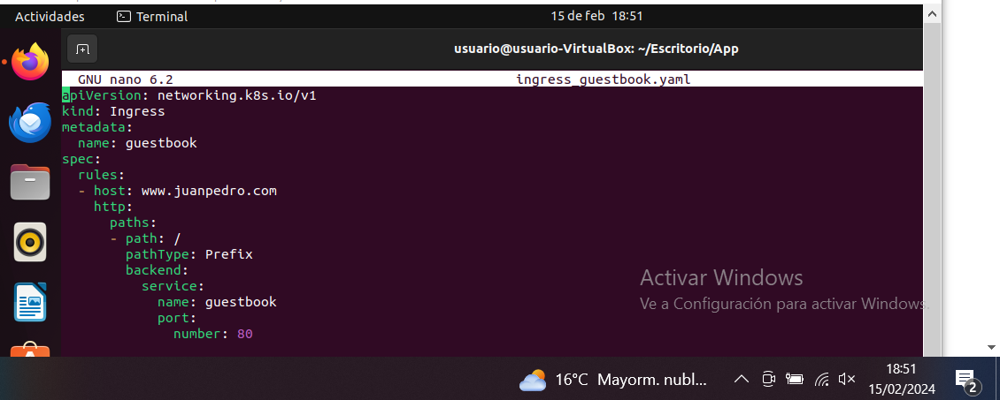 Actividades Terminal 15 de feb 18:51
usuario@usuario-VirtualBox: ~/Escritorio/App
GNU nano 6.2 ingress_guestbook.yaml
apiVersion: networking.k8s.io/v1
kind: Ingress
metadata:
  name: guestbook
spec:
  rules:
  - host: www.juanpedro.com
    http:
      paths:
      - path: /
        pathType: Prefix
        backend:
          service:
            name: guestbook
            port:
              number: 80
Activar Windows
Ve a Configuración para activar Windows.
16°C Mayorm. nubl... 18:51
15/02/2024
2